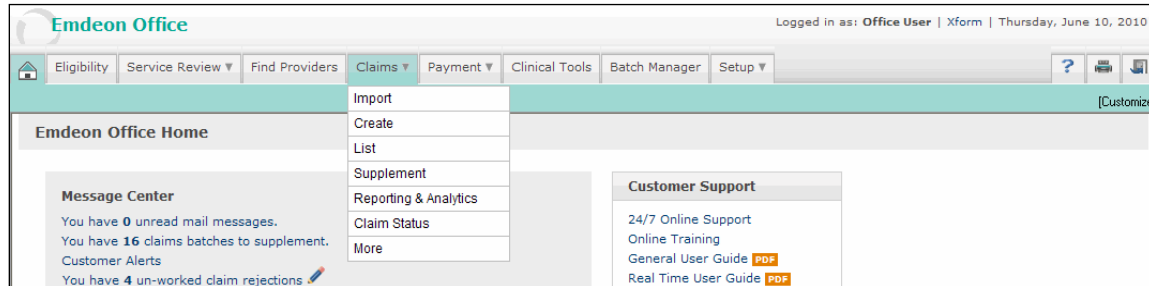 Emdeon Office
Logged in as: Office User | Xform | Thursday, June 10, 2010
Eligibility Service Review ▼ Find Providers Claims ▼ Payment ▼ Clinical Tools Batch Manager Setup ▼ ?
[Customize
Import
Create
List
Supplement
Reporting & Analytics
Claim Status
More
Emdeon Office Home
Message Center
You have 0 unread mail messages.
You have 16 claims batches to supplement.
Customer Alerts
You have 4 un-worked claim rejections
Customer Support
24/7 Online Support
Online Training
General User Guide PDF
Real Time User Guide PDF